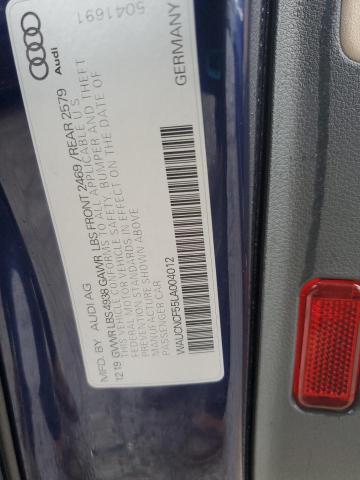 Audi
5041691
MFD. BY AUDI AG GERMANY
12 19 GVWR LBS 4938 GAWR LBS FRONT 2469 / REAR 2579
THIS VEHICLE CONFORMS TO ALL APPLICABLE U S
FEDERAL MOTOR VEHICLE SAFETY, BUMPER AND THEFT
PREVENTION STANDARDS IN EFFECT ON THE DATE OF
MANUFACTURE SHOWN ABOVE
PASSENGER CAR
WAUCNCF55LA004012